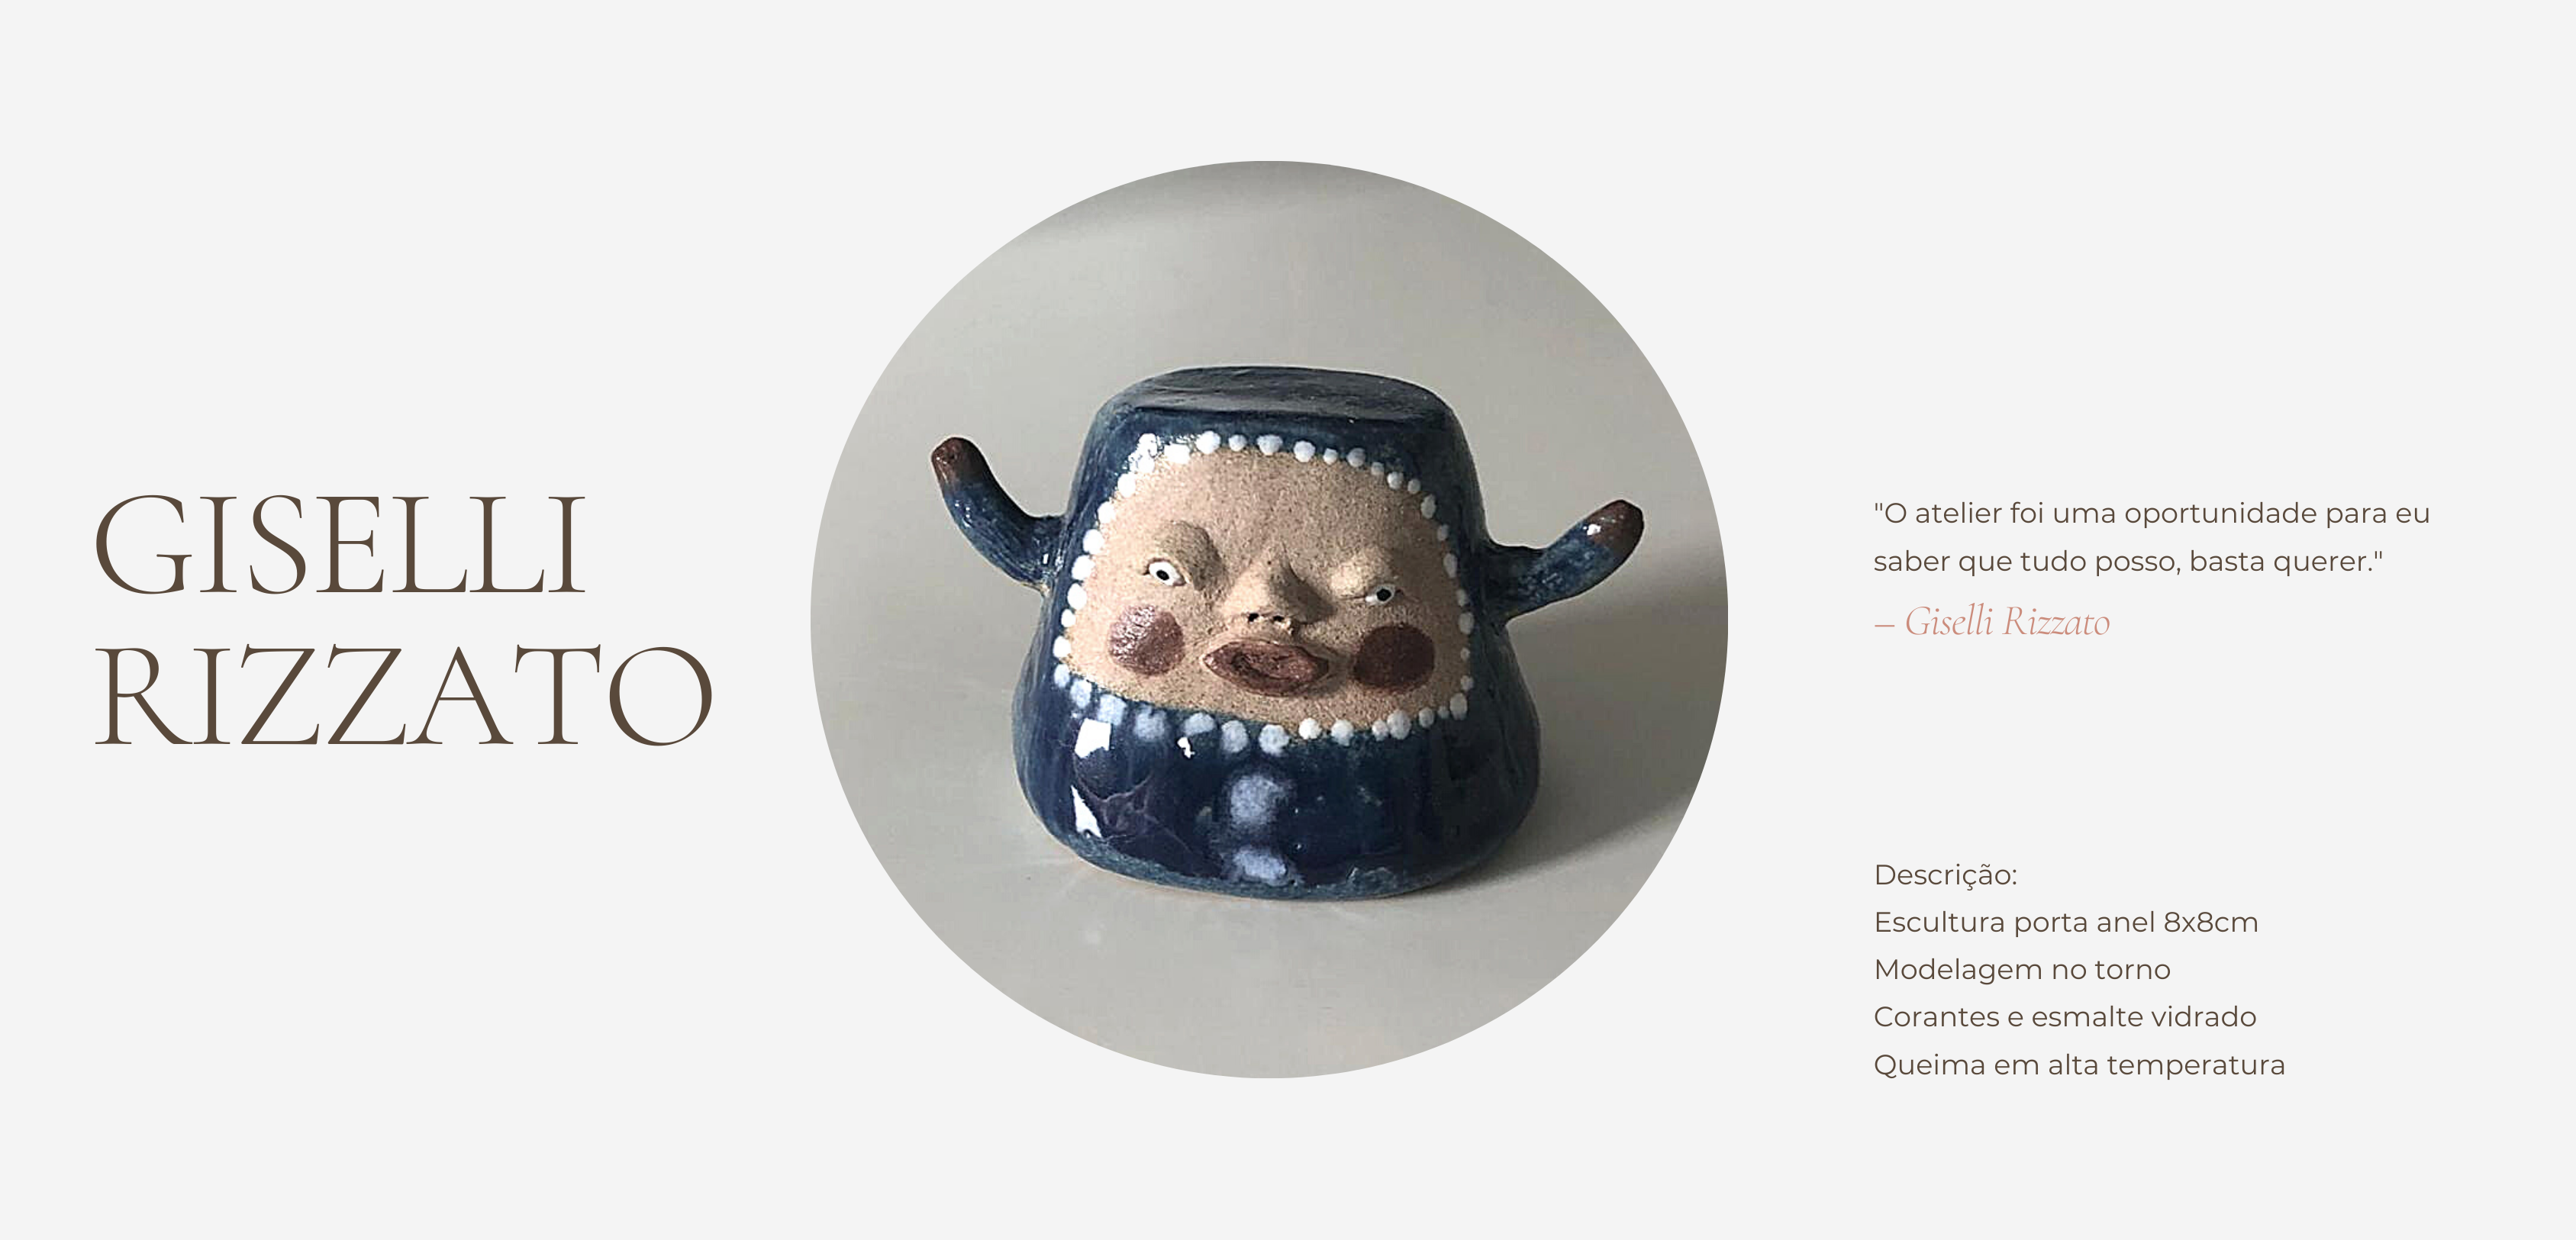 GISELLI
RIZZATO
"O atelier foi uma oportunidade para eu
saber que tudo posso, basta querer."
– Giselli Rizzato
Descrição:
Escultura porta anel 8x8cm
Modelagem no torno
Corantes e esmalte vidrado
Queima em alta temperatura